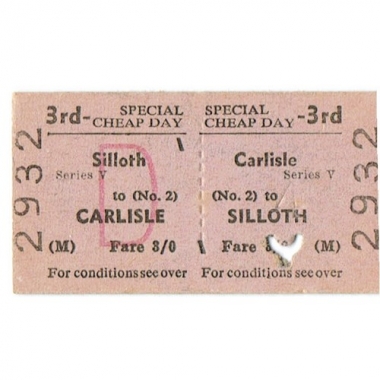 2932
3rd- SPECIAL CHEAP DAY
Silloth
Series V
to (No. 2)
CARLISLE
D
(M) Fare 3/0
For conditions see over
SPECIAL CHEAP DAY -3rd
Carlisle
Series V
(No. 2) to
SILLOTH
Fare (M)
For conditions see over
2932